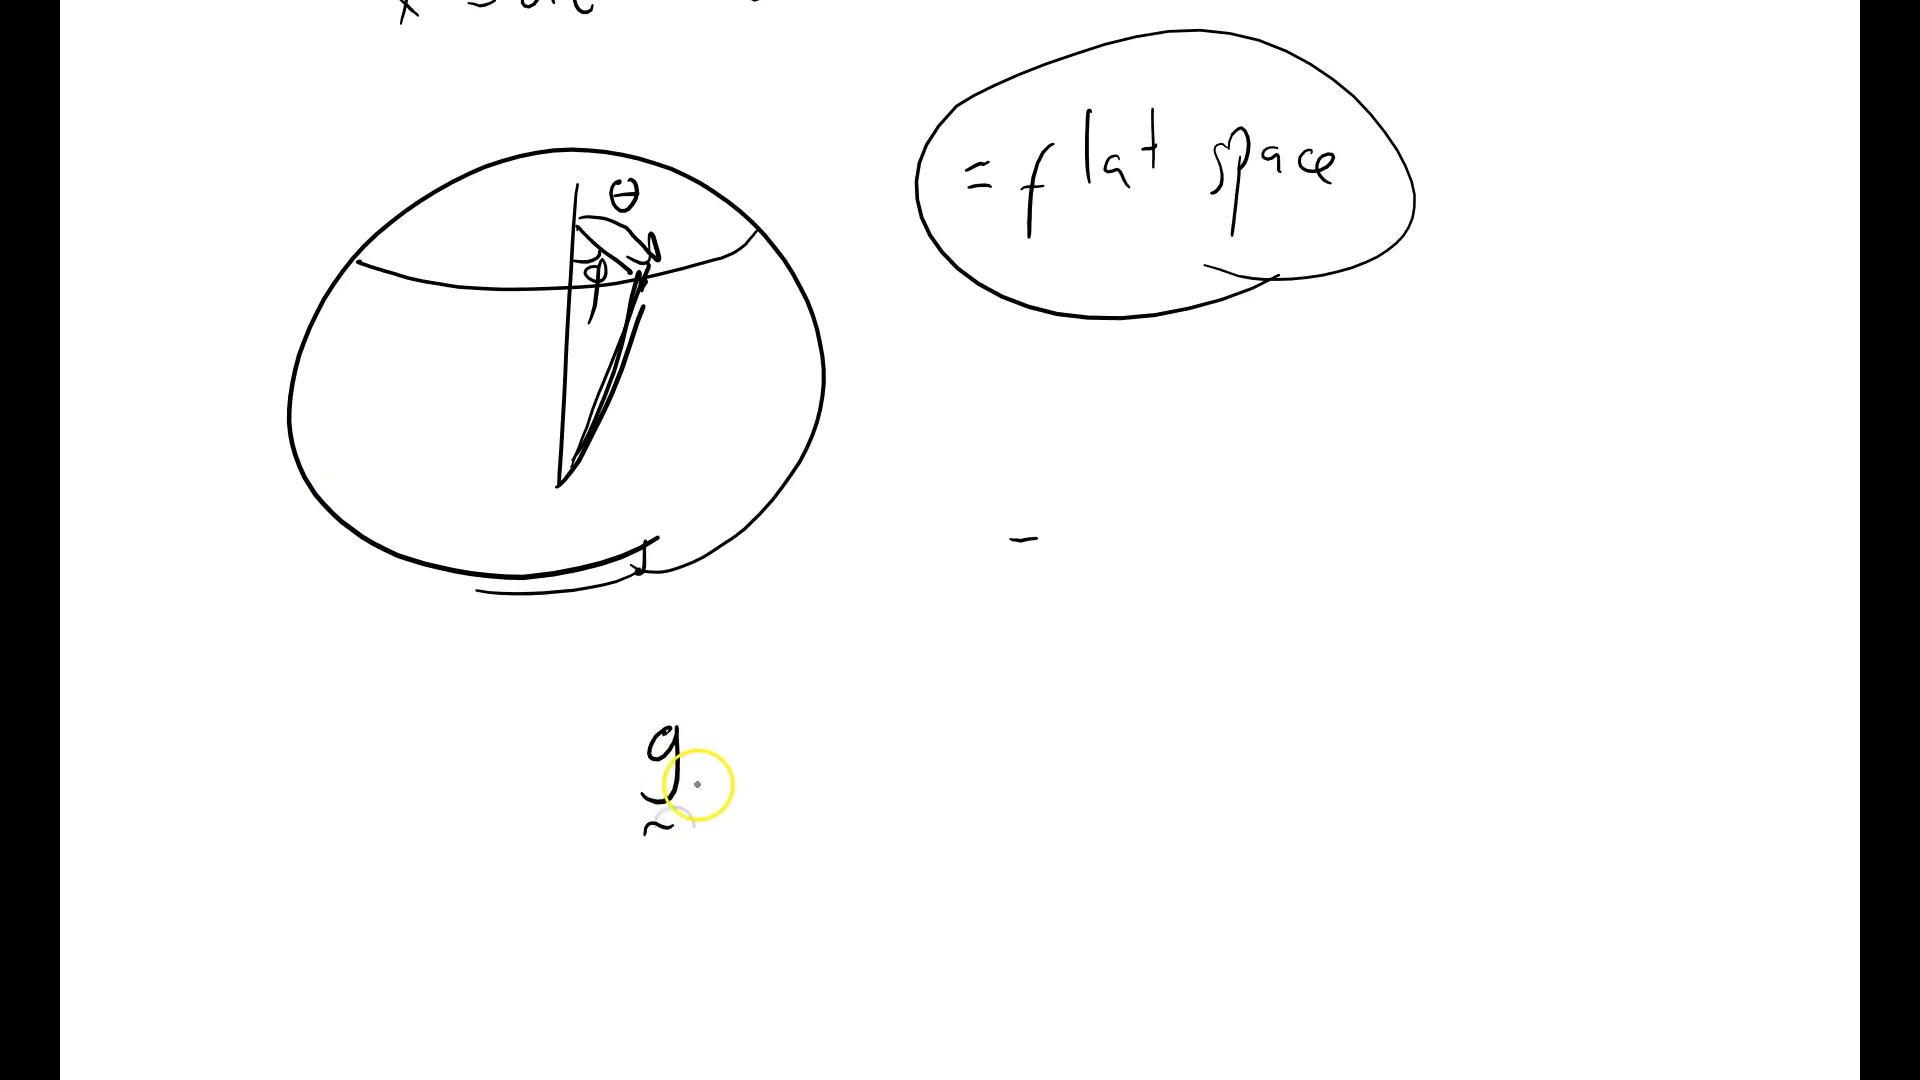 = flat space
θ
φ
g
~